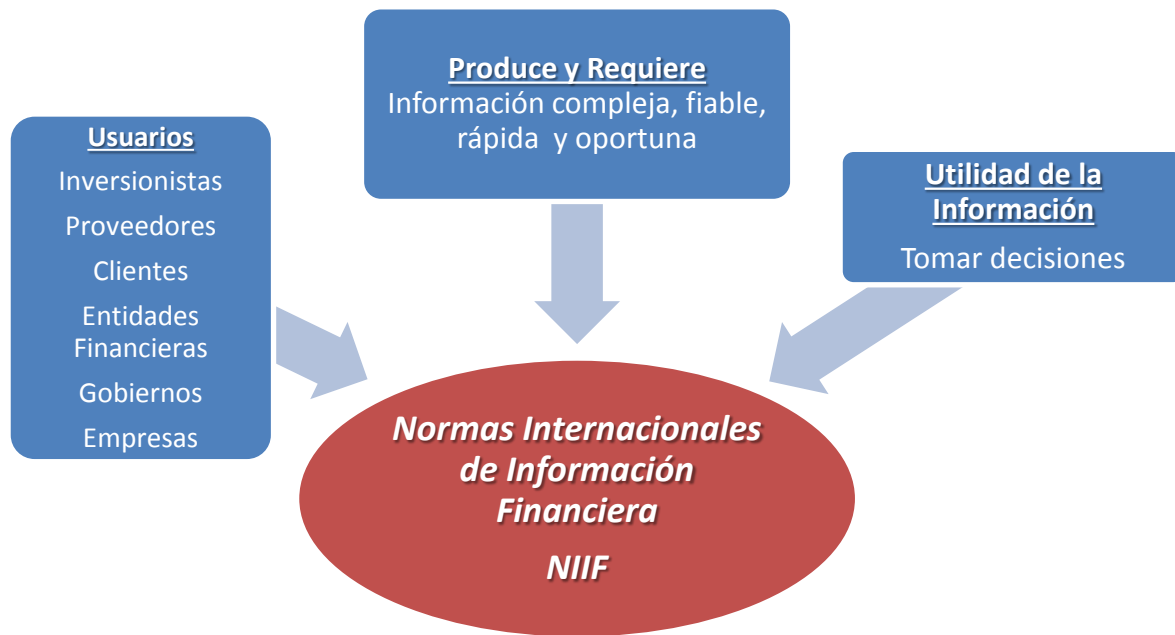 Usuarios
Inversionistas
Proveedores
Clientes
Entidades
Financieras
Gobiernos
Empresas
Produce y Requiere
Información compleja, fiable,
rápida y oportuna
Utilidad de la
Información
Tomar decisiones
Normas Internacionales
de Información
Financiera
NIIF